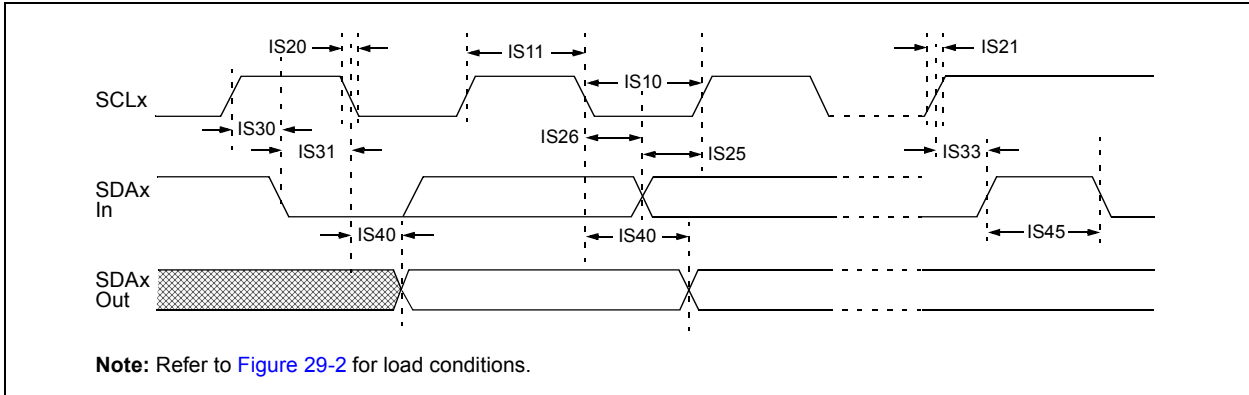 IS20
IS11
IS21
IS10
SCLx
IS30
IS26
IS31
IS25
IS33
SDAx
In
IS40
IS40
IS45
SDAx
Out
Note: Refer to Figure 29-2 for load conditions.